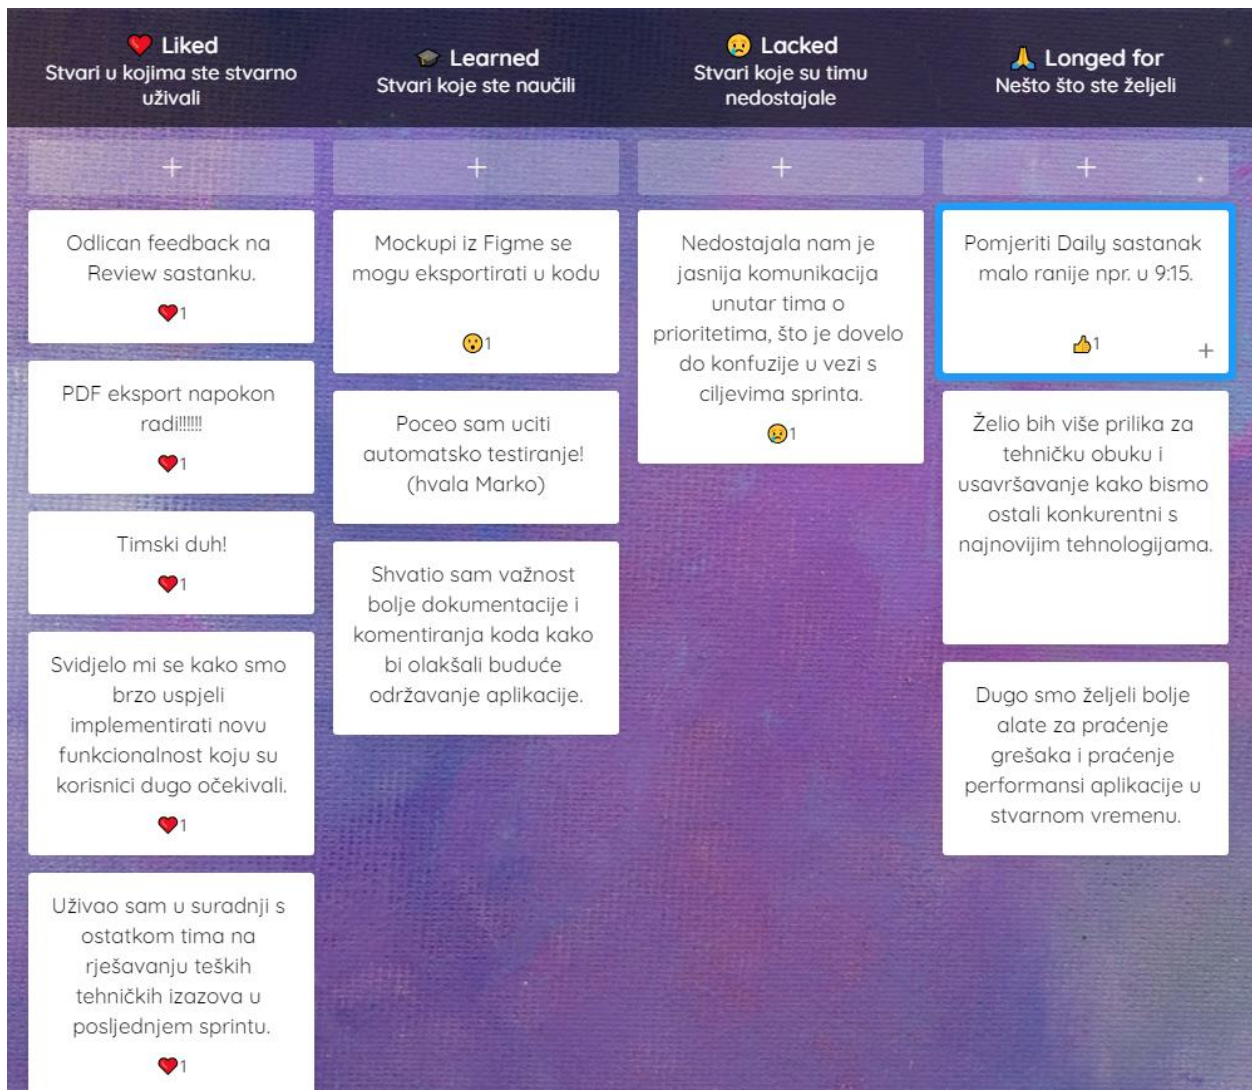 ❤️ Liked
Stvari u kojima ste stvarno
uživali
🎓 Learned
Stvari koje ste naučili
😢 Lacked
Stvari koje su timu
nedostajale
🙏 Longed for
Nešto što ste željeli
+
+
+
+
Odlican feedback na
Review sastanku.
❤️1
PDF eksport napokon
radi!!!!!!
❤️1
Timski duh!
❤️1
Svidjelo mi se kako smo
brzo uspjeli
implementirati novu
funkcionalnost koju su
korisnici dugo očekivali.
❤️1
Uživao sam u suradnji s
ostatkom tima na
rješavanju teških
tehničkih izazova u
posljednjem sprintu.
❤️1
Mockupi iz Figme se
mogu eksportirati u kodu
😮1
Poceo sam uciti
automatsko testiranje!
(hvala Marko)
Shvatio sam važnost
bolje dokumentacije i
komentiranja koda kako
bi olakšali buduće
održavanje aplikacije.
Nedostajala nam je
jasnija komunikacija
unutar tima o
prioritetima, što je dovelo
do konfuzije u vezi s
ciljevima sprinta.
😢1
Pomjeriti Daily sastanak
malo ranije npr. u 9:15.
👍1
+
Želio bih više prilika za
tehničku obuku i
usavršavanje kako bismo
ostali konkurentni s
najnovijim tehnologijama.
Dugo smo željeli bolje
alate za praćenje
grešaka i praćenje
performansi aplikacije u
stvarnom vremenu.